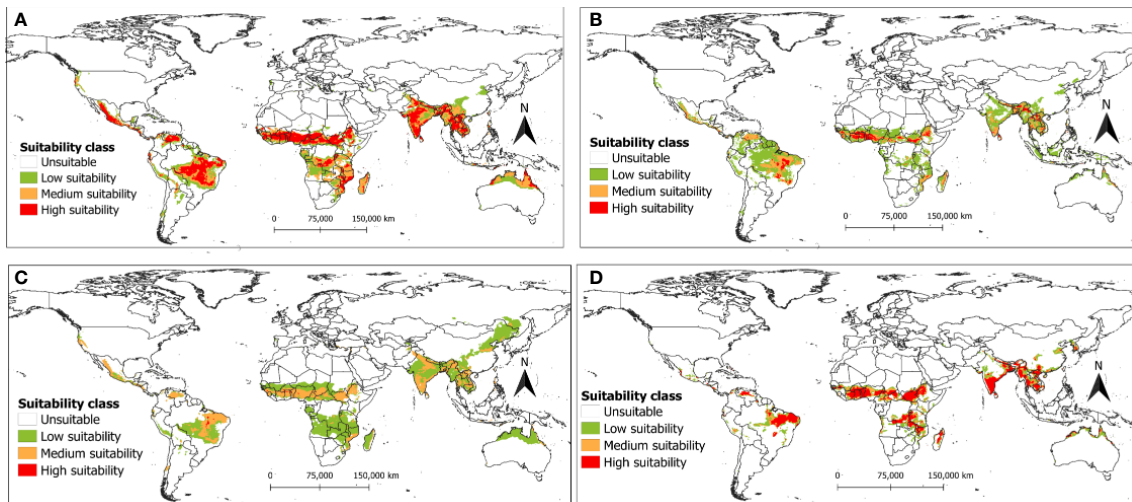 A
N
Suitability class
Unsuitable
Low suitability
Medium suitability
High suitability
0 75,000 150,000 km
B
N
Suitability class
Unsuitable
Low suitability
Medium suitability
High suitability
0 75,000 150,000 km
C
N
Suitability class
Unsuitable
Low suitability
Medium suitability
High suitability
0 75,000 150,000 km
D
N
Suitability class
Unsuitable
Low suitability
Medium suitability
High suitability
0 75,000 150,000 km